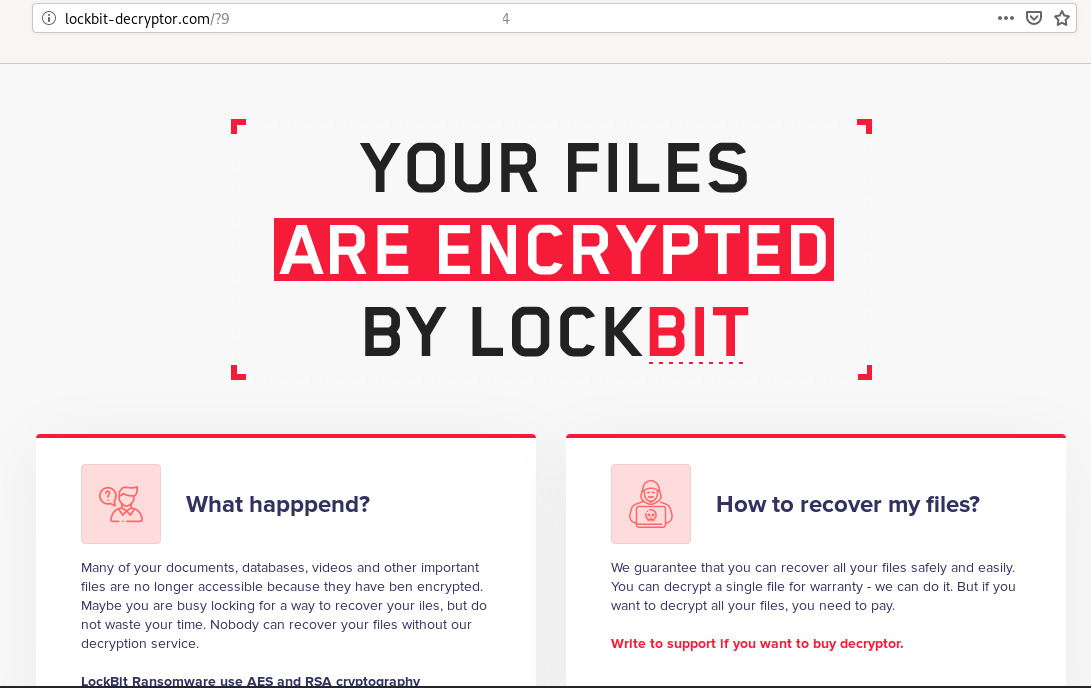 lockbit-decryptor.com/?9 4
YOUR FILES
ARE ENCRYPTED
BY LOCKBIT
What happpend?
Many of your documents, databases, videos and other important
files are no longer accessible because they have ben encrypted.
Maybe you are busy locking for a way to recover your iles, but do
not waste your time. Nobody can recover your files without our
decryption service.
LockBit Ransomware use AES and RSA cryptography
How to recover my files?
We guarantee that you can recover all your files safely and easily.
You can decrypt a single file for warranty - we can do it. But if you
want to decrypt all your files, you need to pay.
Write to support if you want to buy decryptor.